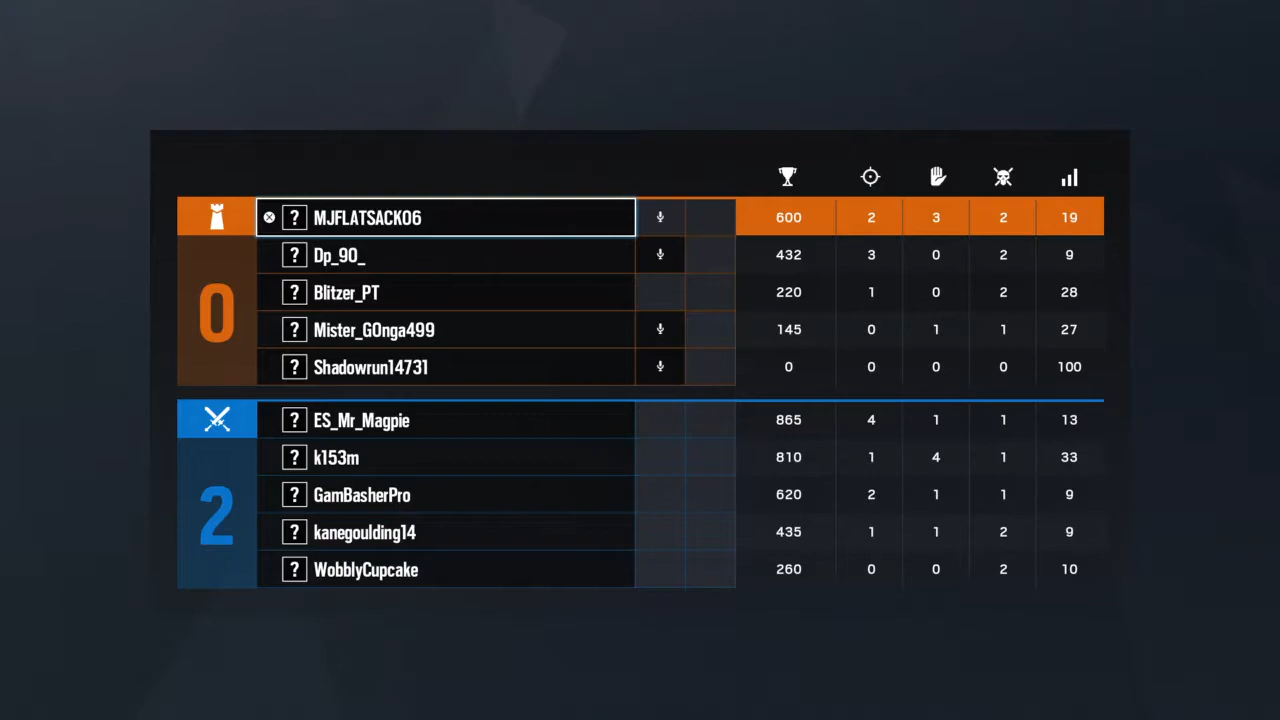 ? MJFLATSACK06 600 2 3 2 19
? Dp_90_ 432 3 0 2 9
? Blitzer_PT 220 1 0 2 28
0
? Mister_G0nga499 145 0 1 1 27
? Shadowrun14731 0 0 0 0 100
? ES_Mr_Magpie 865 4 1 1 13
? k153m 810 1 4 1 33
? GamBasherPro 620 2 1 1 9
2
? kanegoulding14 435 1 1 2 9
? WobblyCupcake 260 0 0 2 10